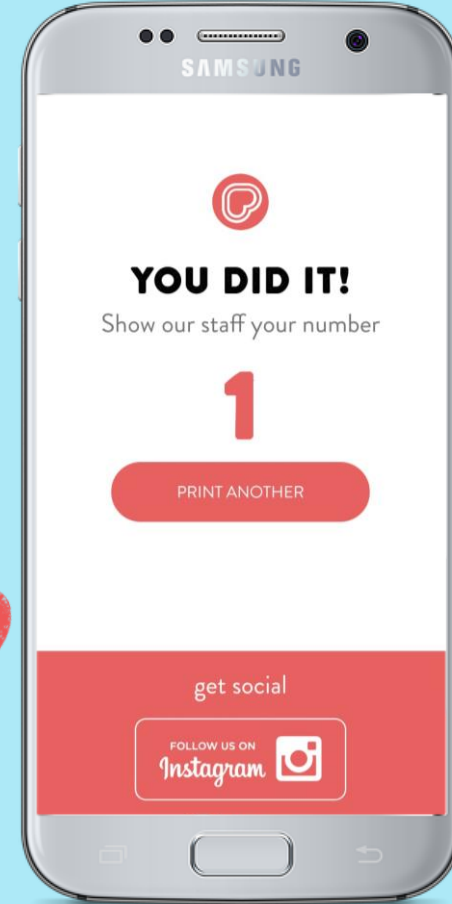 SAMSUNG
YOU DID IT!
Show our staff your number
1
PRINT ANOTHER
get social
FOLLOW US ON
Instagram